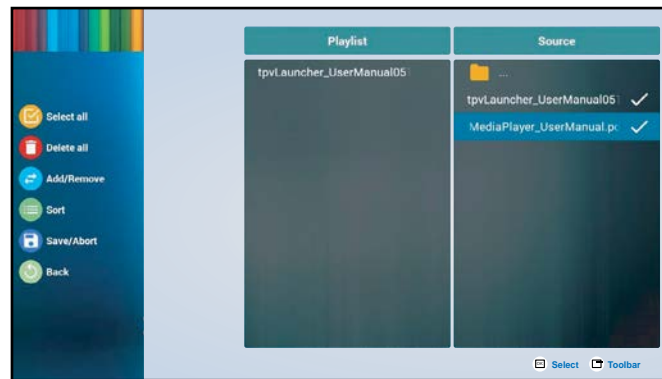 Playlist
Source
tpvLauncher_UserManual05
...
tpvLauncher_UserManual05
MediaPlayer_UserManual.pc
Select all
Delete all
Add/Remove
Sort
Save/Abort
Back
Select
Toolbar